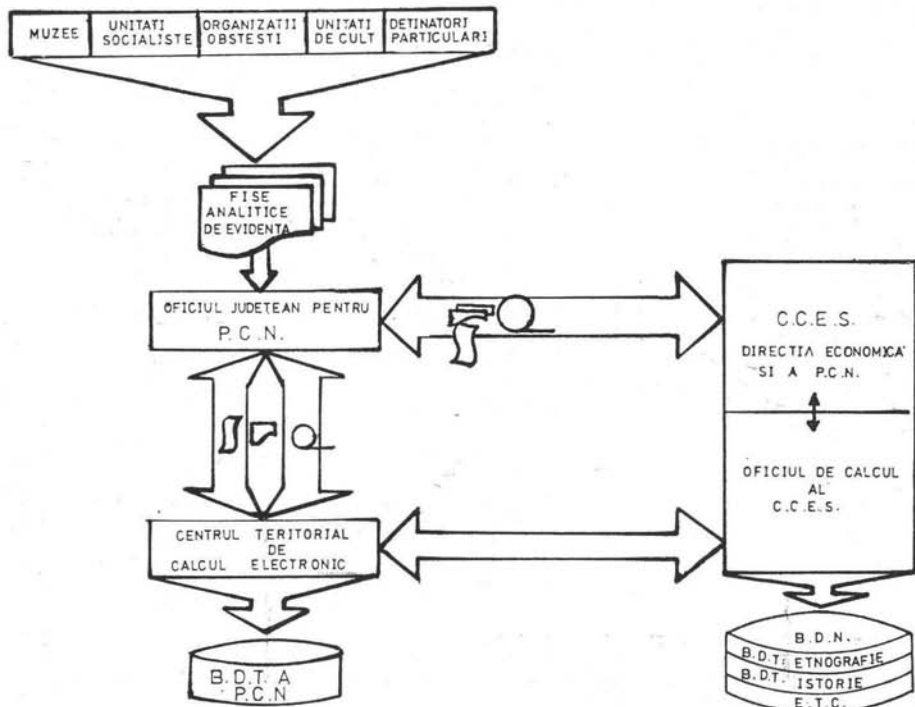 MUZEE
UNITATI
SOCIALISTE
ORGANIZATII
OBSTESTI
UNITATI
DE CULT
DETINATORI
PARTICULARI
FISE
ANALITICE
DE EVIDENTA
OFICIUL JUDETEAN PENTRU
P.C.N.
C.C.E.S.
DIRECTIA ECONOMICA
SI A P.C.N.
OFICIUL DE CALCUL
AL
C.C.E.S.
CENTRUL TERITORIAL
DE
CALCUL ELECTRONIC
B.D.T. A
P.C.N
B.D.N.
B.D.T. ETNOGRAFIE
B.D.T. ISTORIE
E.T.C.